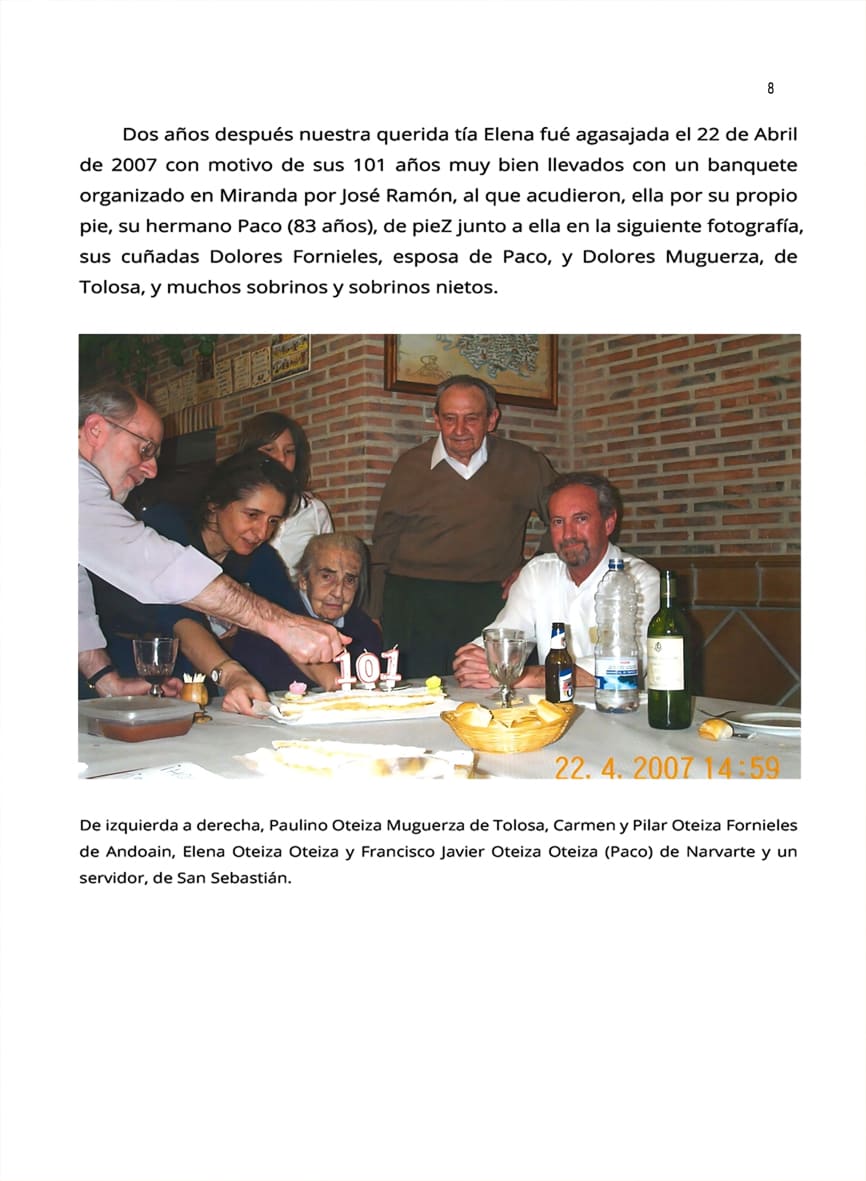 8
Dos años después nuestra querida tía Elena fué agasajada el 22 de Abril
de 2007 con motivo de sus 101 años muy bien llevados con un banquete
organizado en Miranda por José Ramón, al que acudieron, ella por su propio
pie, su hermano Paco (83 años), de pieZ junto a ella en la siguiente fotografía,
sus cuñadas Dolores Fornieles, esposa de Paco, y Dolores Muguerza, de
Tolosa, y muchos sobrinos y sobrinos nietos.
101
22. 4. 2007 14:59
De izquierda a derecha, Paulino Oteiza Muguerza de Tolosa, Carmen y Pilar Oteiza Fornieles
de Andoain, Elena Oteiza Oteiza y Francisco Javier Oteiza Oteiza (Paco) de Narvarte y un
servidor, de San Sebastián.